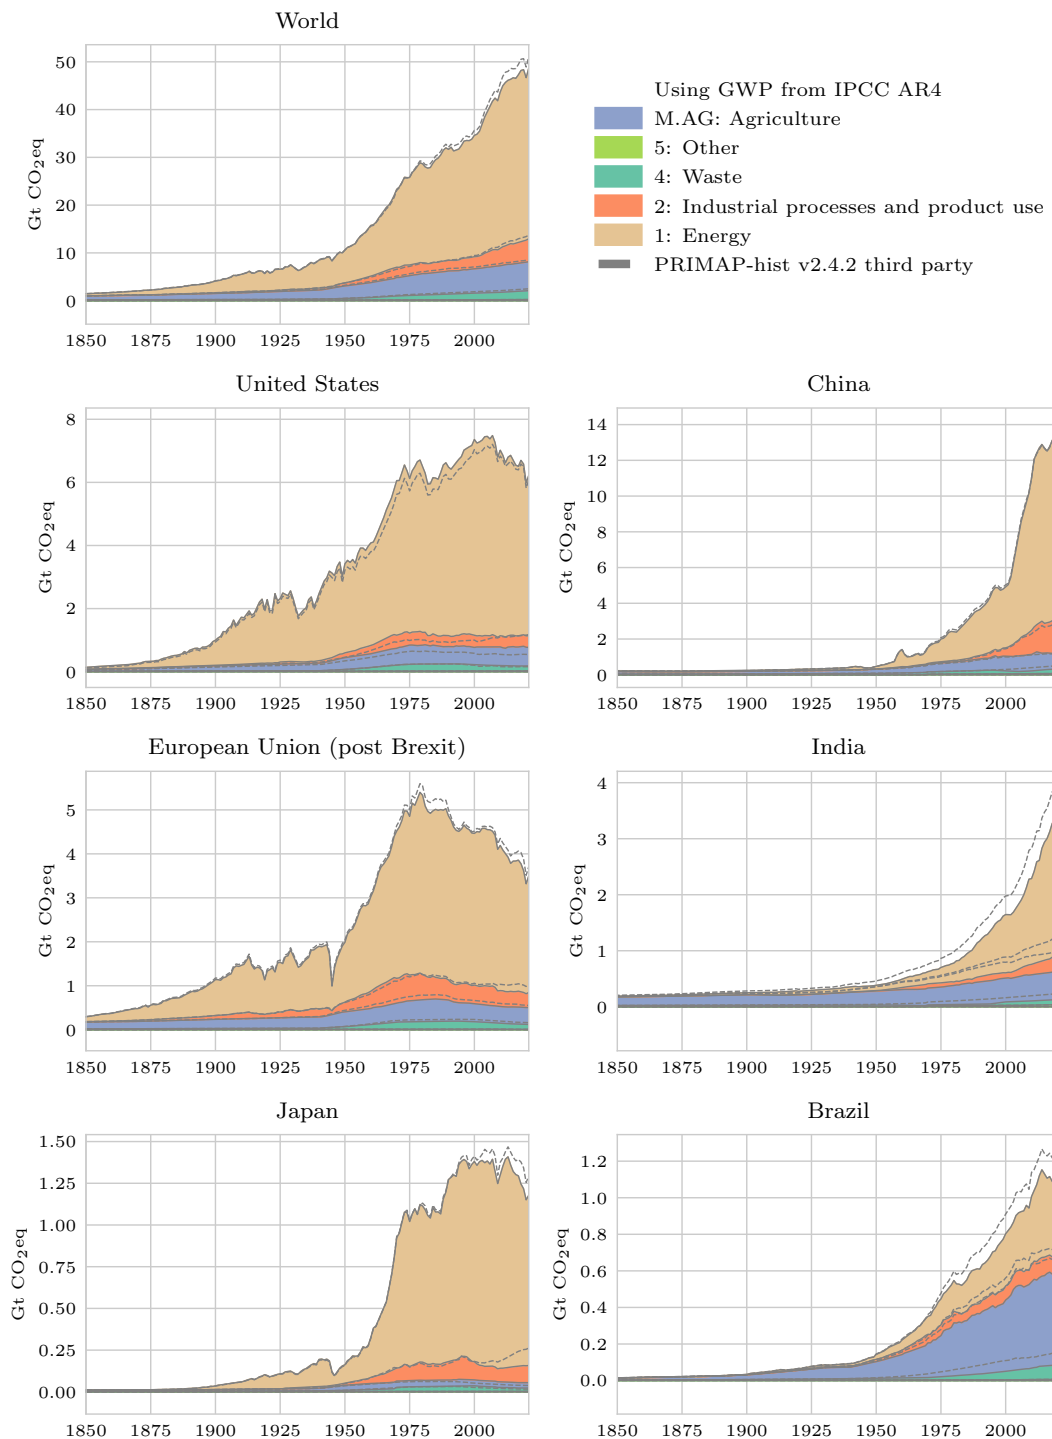 World
Gt CO2eq
50
40
30
20
10
0
1850 1875 1900 1925 1950 1975 2000
Using GWP from IPCC AR4
M.AG: Agriculture
5: Other
4: Waste
2: Industrial processes and product use
1: Energy
PRIMAP-hist v2.4.2 third party
United States
Gt CO2eq
8
6
4
2
0
1850 1875 1900 1925 1950 1975 2000
China
Gt CO2eq
14
12
10
8
6
4
2
0
1850 1875 1900 1925 1950 1975 2000
European Union (post Brexit)
Gt CO2eq
5
4
3
2
1
0
1850 1875 1900 1925 1950 1975 2000
India
Gt CO2eq
4
3
2
1
0
1850 1875 1900 1925 1950 1975 2000
Japan
Gt CO2eq
1.50
1.25
1.00
0.75
0.50
0.25
0.00
1850 1875 1900 1925 1950 1975 2000
Brazil
Gt CO2eq
1.2
1.0
0.8
0.6
0.4
0.2
0.0
1850 1875 1900 1925 1950 1975 2000